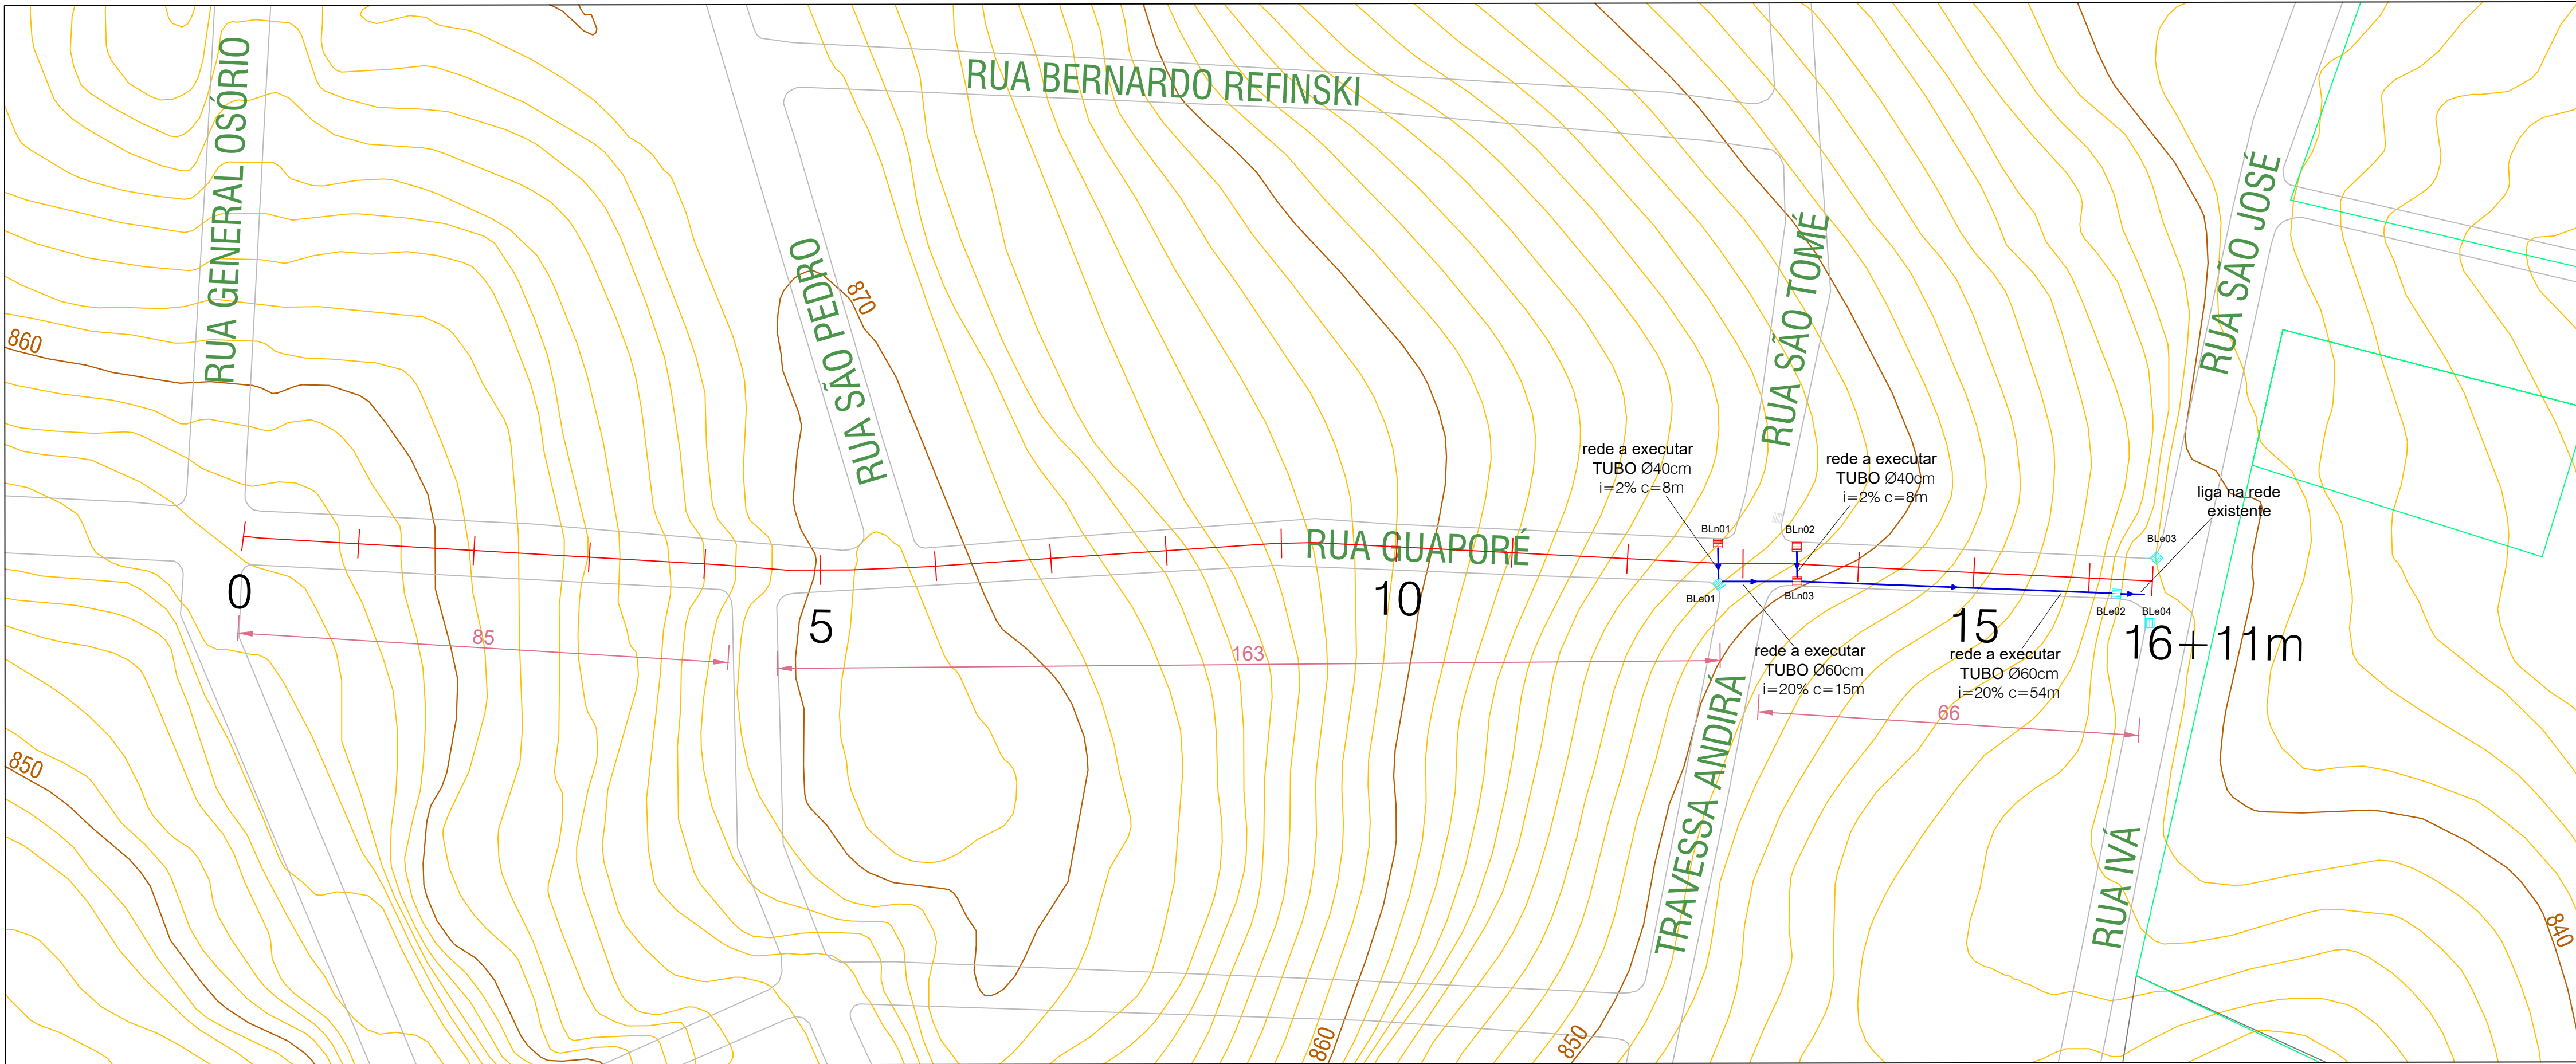 RUA BERNARDO REFINSKI
RUA GENERAL OSÓRIO
RUA SÃO PEDRO
870
860
RUA SÃO TOMÉ
RUA SÃO JOSÉ
rede a executar
TUBO Ø40cm
i=2% c=8m
rede a executar
TUBO Ø40cm
i=2% c=8m
liga na rede
existente
BLn01
BLn02
BLe03
RUA GUAPORÉ
0
5
10
15
16+11m
BLe01
BLn03
BLe02
BLe04
85
163
66
rede a executar
TUBO Ø60cm
i=20% c=15m
rede a executar
TUBO Ø60cm
i=20% c=54m
TRAVESSA ANDIRÁ
RUA IVÁ
850
860
850
840